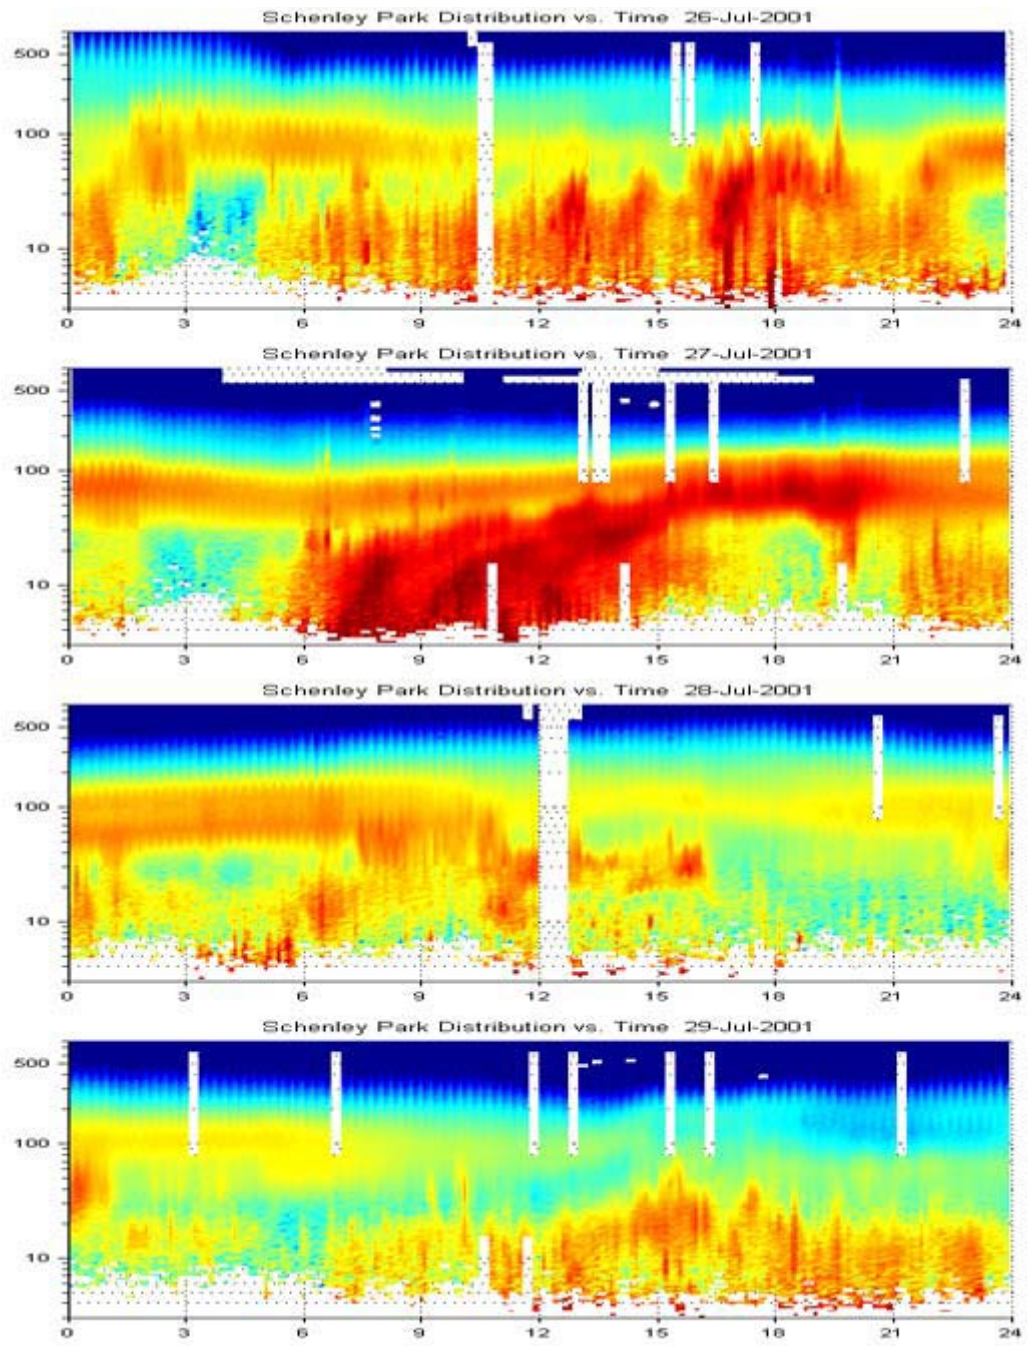 Schenley Park Distribution vs. Time 26-Jul-2001
500
100
10
0 3 6 9 12 15 18 21 24
Schenley Park Distribution vs. Time 27-Jul-2001
500
100
10
0 3 6 9 12 15 18 21 24
Schenley Park Distribution vs. Time 28-Jul-2001
500
100
10
0 3 6 9 12 15 18 21 24
Schenley Park Distribution vs. Time 29-Jul-2001
500
100
10
0 3 6 9 12 15 18 21 24